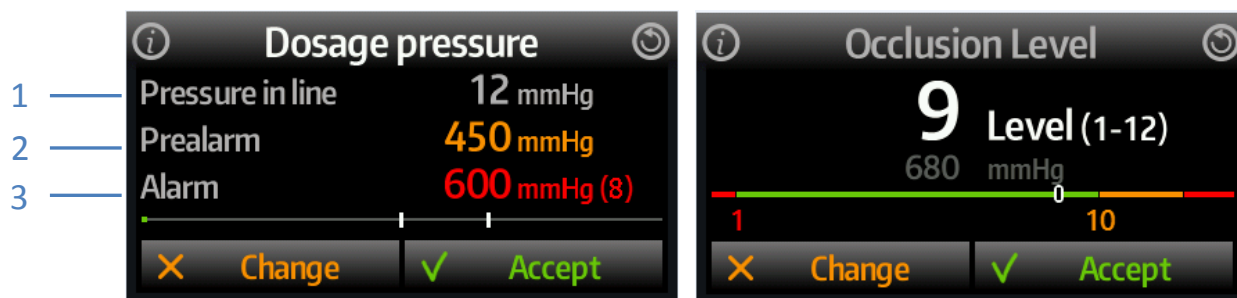 Dosage pressure
1 Pressure in line 12 mmHg
2 Prealarm 450 mmHg
3 Alarm 600 mmHg (8)
Change Accept
Occlusion Level
9 Level (1-12)
680 mmHg
0
1 10
Change Accept